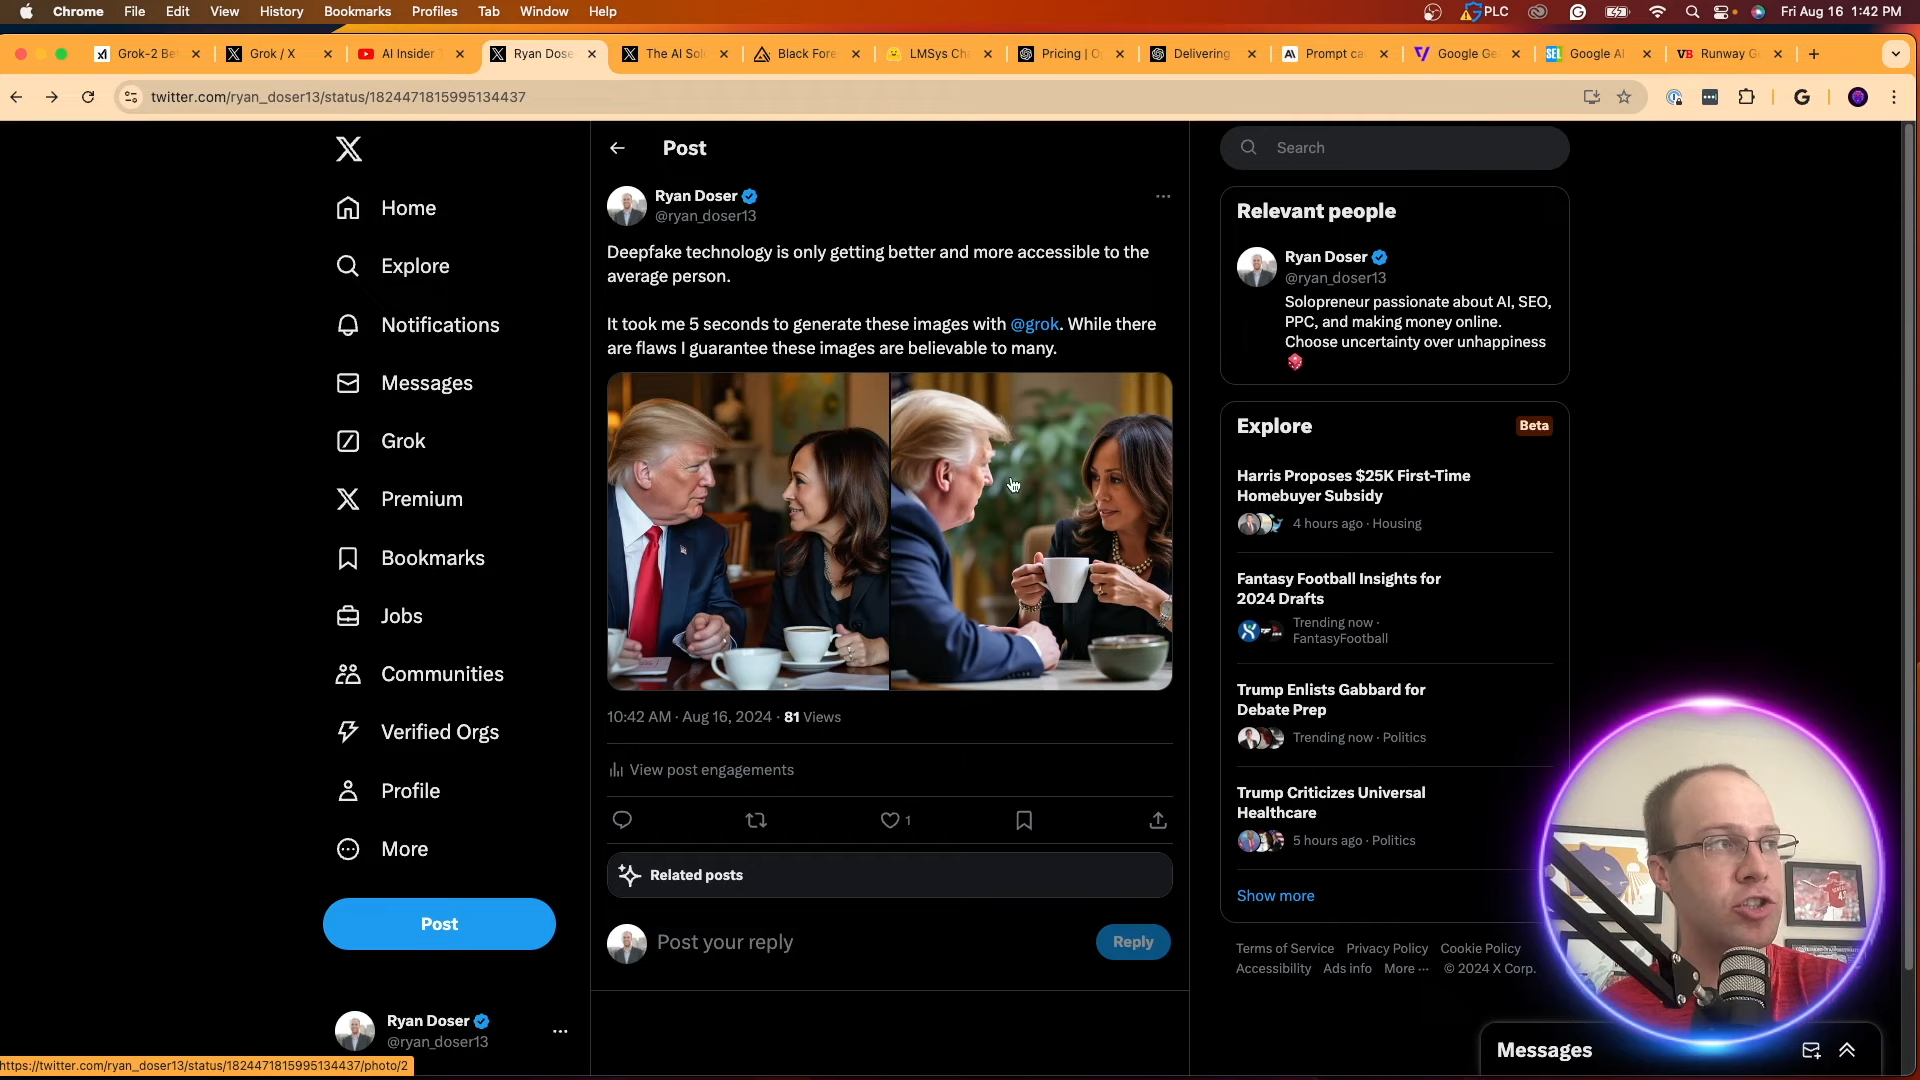 Chrome File Edit View History Bookmarks Profiles Tab Window Help
PLC Fri Aug 16 1:42 PM
Grok-2 Be
Grok / X
AI Insider
Ryan Dose
The AI Sol
Black Fore
LMSys Ch
Pricing | O
Delivering
Prompt ca
Google Ge
Google AI
Runway G
twitter.com/ryan_doser13/status/1824471815995134437
Home
Explore
Notifications
Messages
Grok
Premium
Bookmarks
Jobs
Communities
Verified Orgs
Profile
More
Post
Ryan Doser
@ryan_doser13
Post
Ryan Doser
@ryan_doser13
Deepfake technology is only getting better and more accessible to the
average person.
It took me 5 seconds to generate these images with @grok. While there
are flaws I guarantee these images are believable to many.
10:42 AM · Aug 16, 2024 · 81 Views
View post engagements
1
Related posts
Post your reply
Reply
Search
Relevant people
Ryan Doser
@ryan_doser13
Solopreneur passionate about AI, SEO,
PPC, and making money online.
Choose uncertainty over unhappiness
Explore
Beta
Harris Proposes $25K First-Time
Homebuyer Subsidy
4 hours ago · Housing
Fantasy Football Insights for
2024 Drafts
Trending now ·
FantasyFootball
Trump Enlists Gabbard for
Debate Prep
Trending now · Politics
Trump Criticizes Universal
Healthcare
5 hours ago · Politics
Show more
Terms of Service Privacy Policy Cookie Policy
Accessibility Ads info More ··· © 2024 X Corp.
Messages
https://twitter.com/ryan_doser13/status/1824471815995134437/photo/2